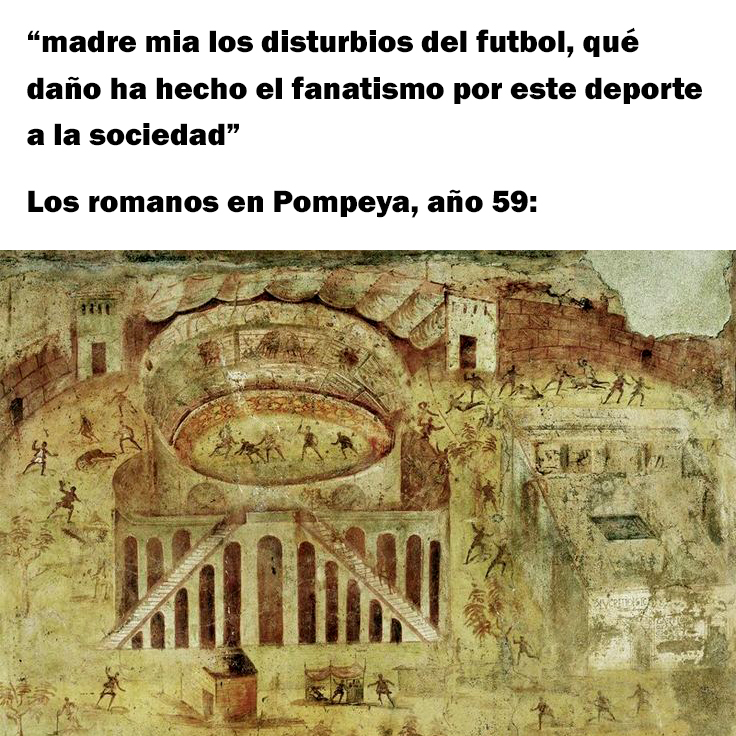 “madre mia los disturbios del futbol, qué
daño ha hecho el fanatismo por este deporte
a la sociedad”
Los romanos en Pompeya, año 59: